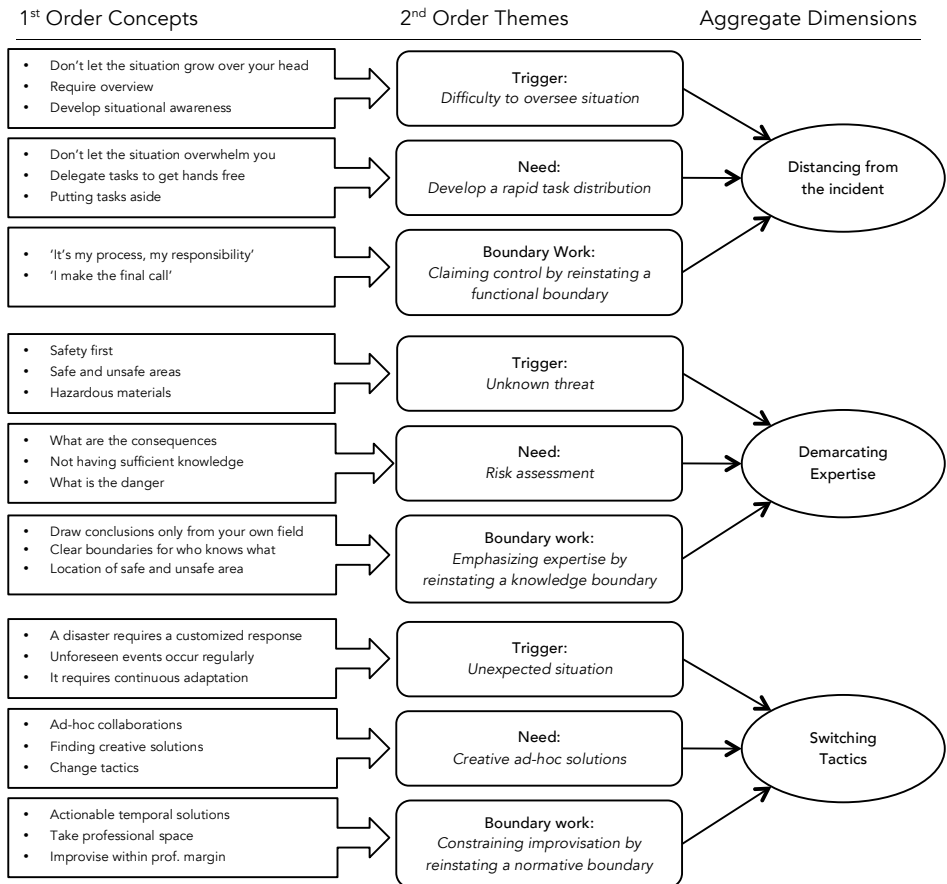 1st Order Concepts
2nd Order Themes
Aggregate Dimensions
• Don't let the situation grow over your head
• Require overview
• Develop situational awareness
Trigger:
Difficulty to oversee situation
• Don't let the situation overwhelm you
• Delegate tasks to get hands free
• Putting tasks aside
Need:
Develop a rapid task distribution
• 'It's my process, my responsibility'
• 'I make the final call'
Boundary Work:
Claiming control by reinstating a
functional boundary
Distancing from
the incident
• Safety first
• Safe and unsafe areas
• Hazardous materials
Trigger:
Unknown threat
• What are the consequences
• Not having sufficient knowledge
• What is the danger
Need:
Risk assessment
• Draw conclusions only from your own field
• Clear boundaries for who knows what
• Location of safe and unsafe area
Boundary work:
Emphasizing expertise by
reinstating a knowledge boundary
Demarcating
Expertise
• A disaster requires a customized response
• Unforeseen events occur regularly
• It requires continuous adaptation
Trigger:
Unexpected situation
• Ad-hoc collaborations
• Finding creative solutions
• Change tactics
Need:
Creative ad-hoc solutions
• Actionable temporal solutions
• Take professional space
• Improvise within prof. margin
Boundary work:
Constraining improvisation by
reinstating a normative boundary
Switching
Tactics